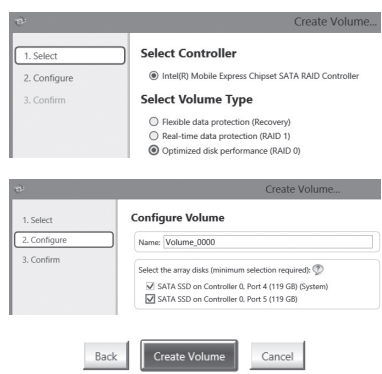 Create Volume...
1. Select
2. Configure
3. Confirm
Select Controller
Intel(R) Mobile Express Chipset SATA RAID Controller
Select Volume Type
Flexible data protection (Recovery)
Real-time data protection (RAID 1)
Optimized disk performance (RAID 0)
Create Volume...
1. Select
2. Configure
3. Confirm
Configure Volume
Name: Volume_0000
Select the array disks (minimum selection required): ?
SATA SSD on Controller 0, Port 4 (119 GB) (System)
SATA SSD on Controller 0, Port 5 (119 GB)
Back
Create Volume
Cancel